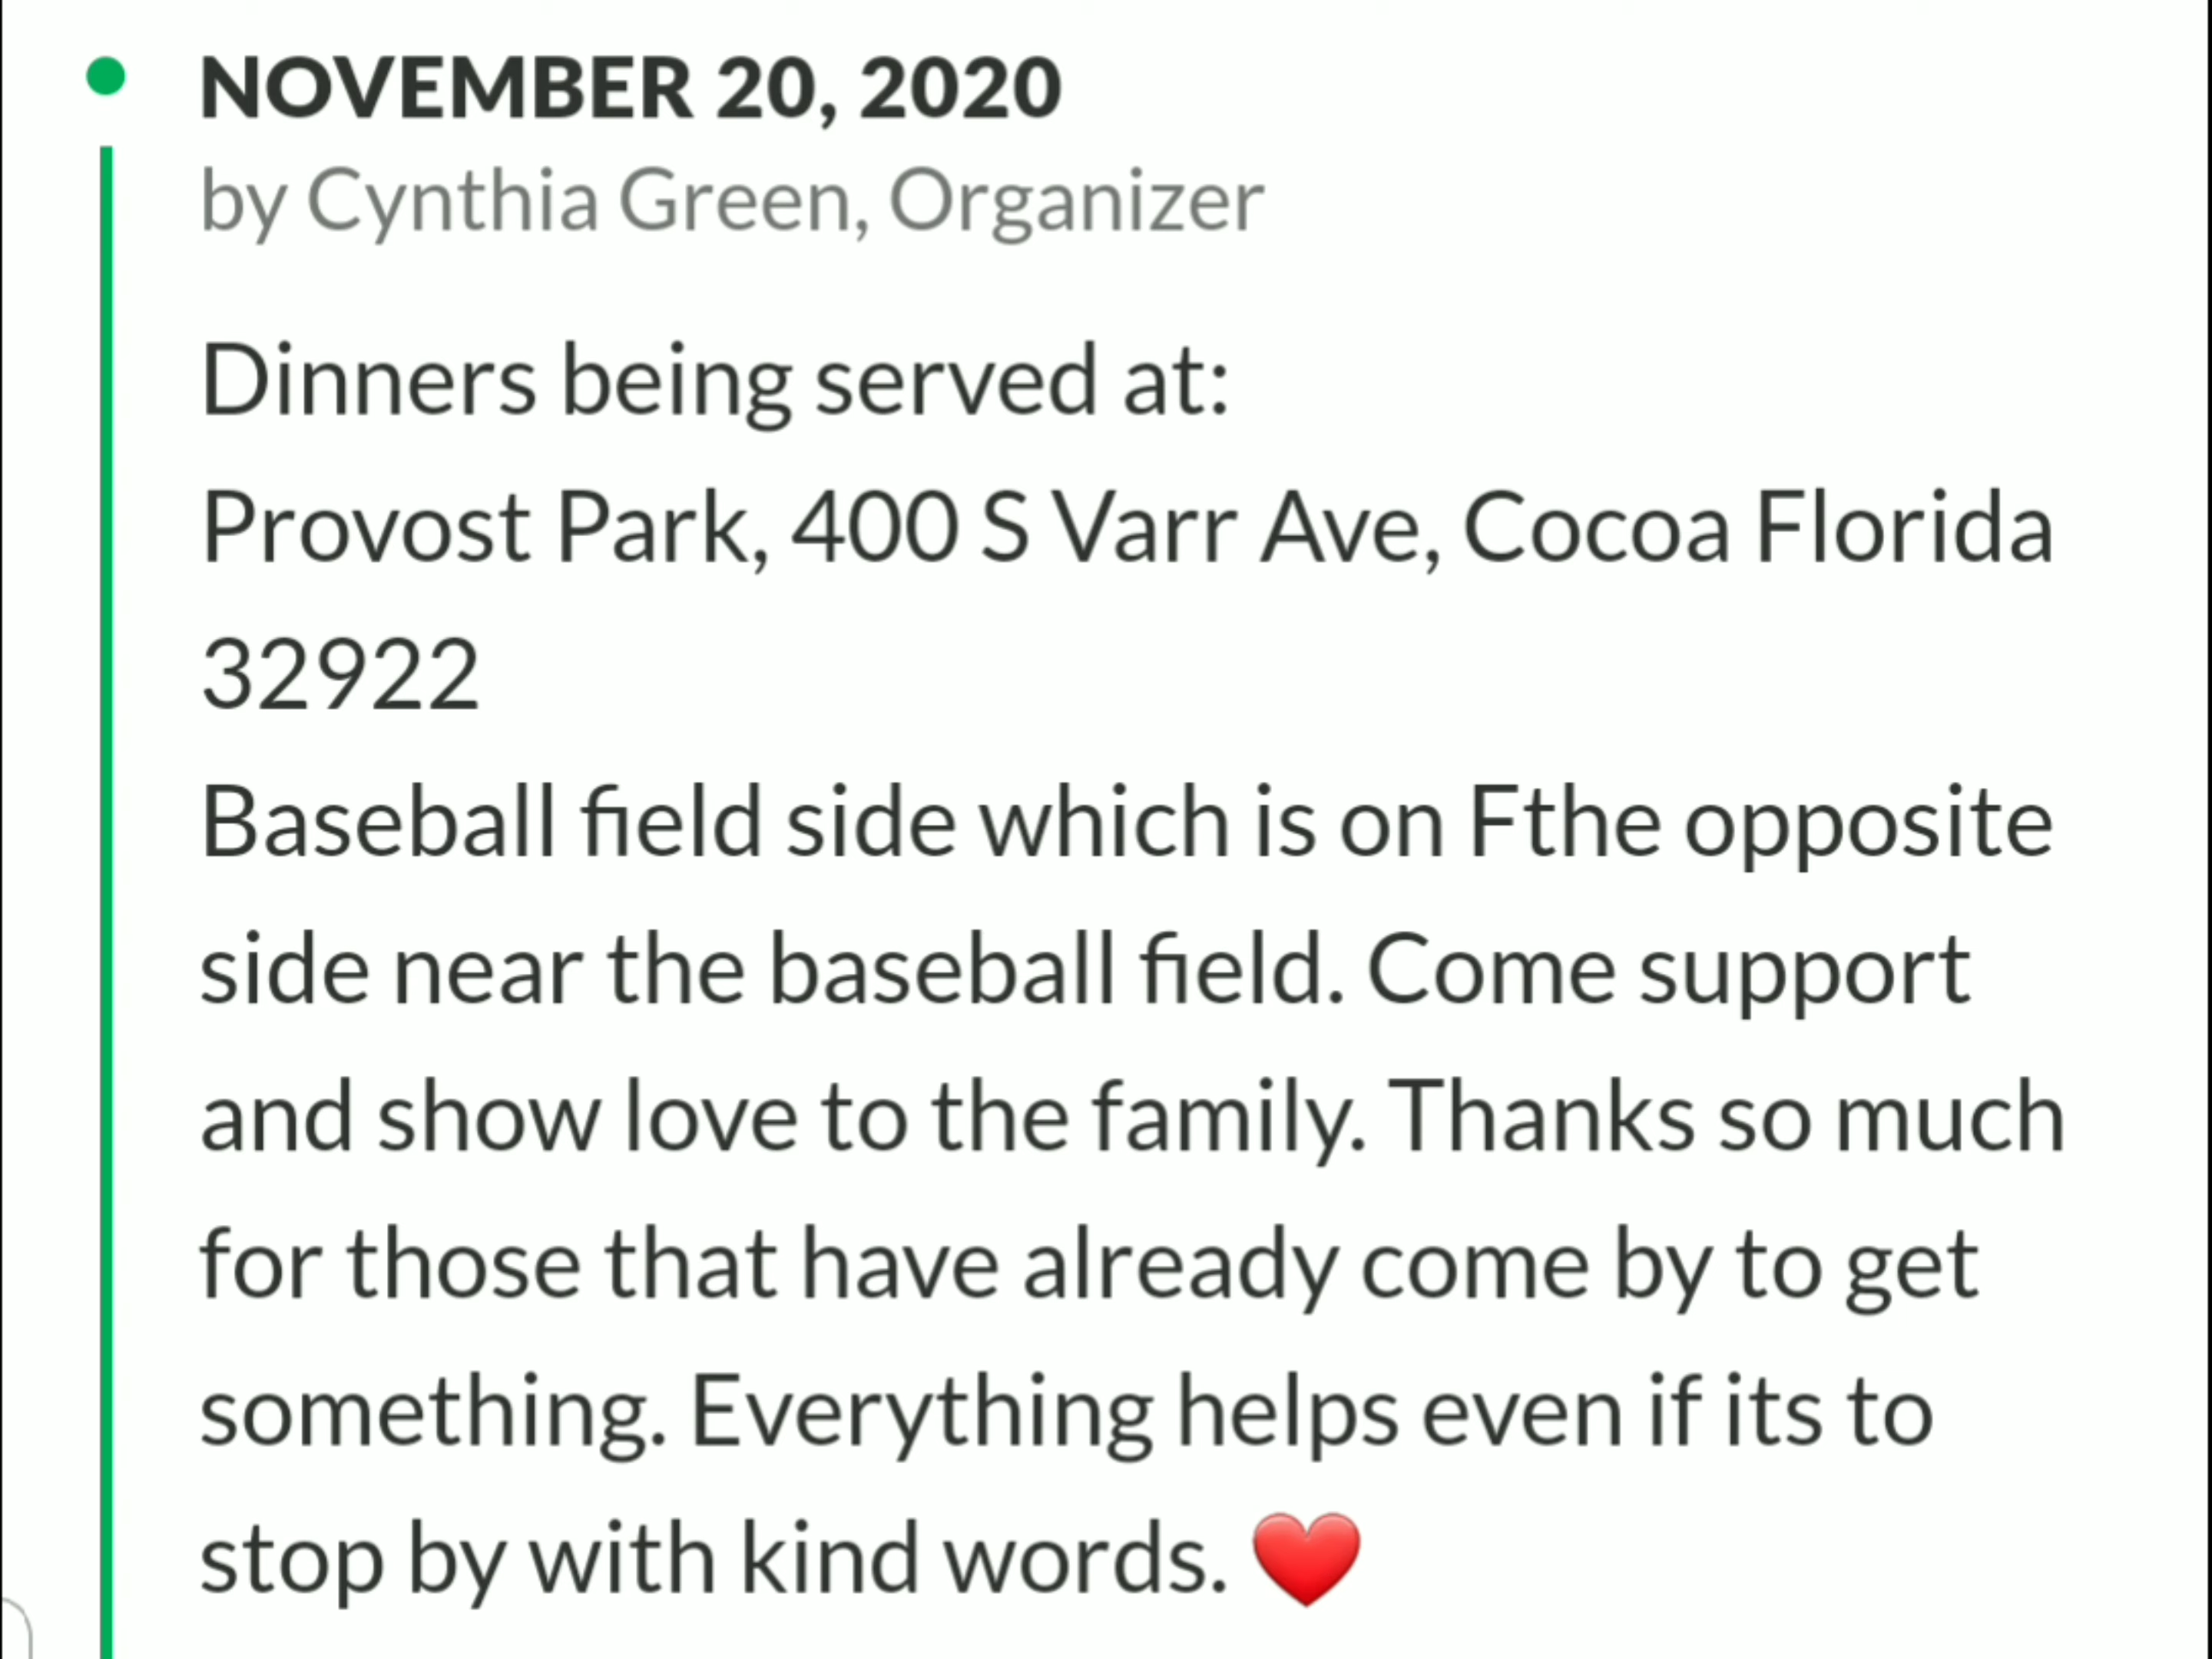 NOVEMBER 20, 2020
by Cynthia Green, Organizer
Dinners being served at:
Provost Park, 400 S Varr Ave, Cocoa Florida
32922
Baseball field side which is on Fthe opposite
side near the baseball field. Come support
and show love to the family. Thanks so much
for those that have already come by to get
something. Everything helps even if its to
stop by with kind words. ❤️